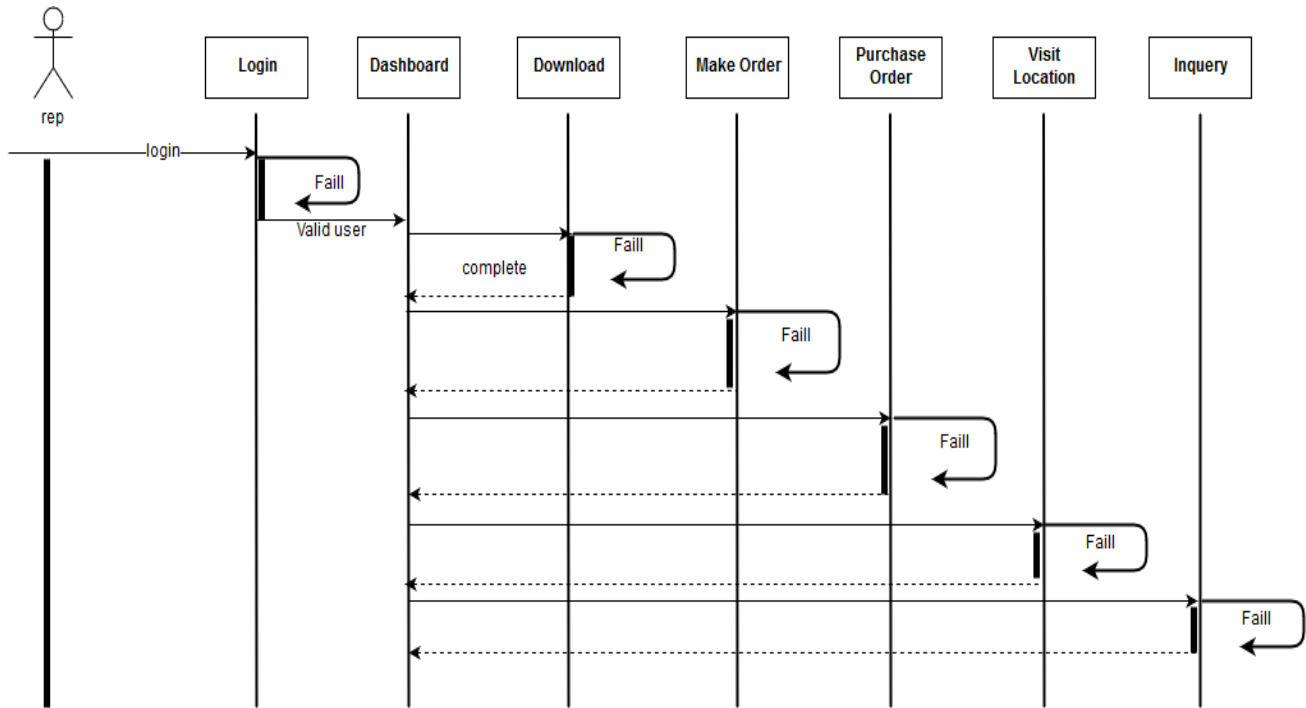 rep
Login
Dashboard
Download
Make Order
Purchase
Order
Visit
Location
Inquery
login
Faill
Valid user
Faill
complete
Faill
Faill
Faill
Faill